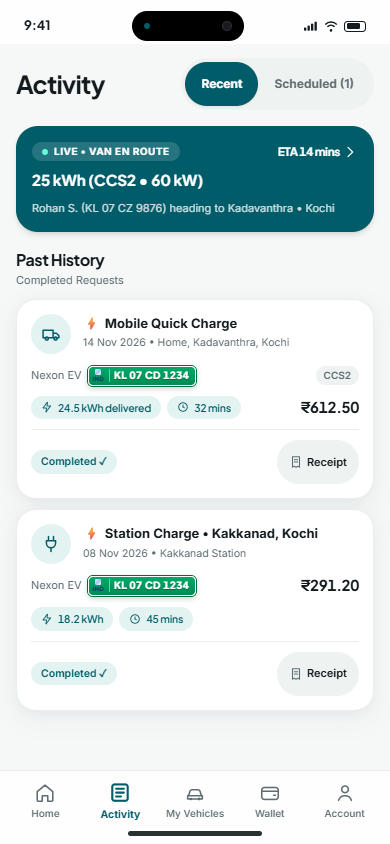 9:41
Activity
Recent
Scheduled (1)
LIVE • VAN EN ROUTE
ETA 14 mins
25 kWh (CCS2 • 60 kW)
Rohan S. (KL 07 CZ 9876) heading to Kadavanthra • Kochi
Past History
Completed Requests
Mobile Quick Charge
14 Nov 2026 • Home, Kadavanthra, Kochi
Nexon EV KL 07 CD 1234 CCS2
24.5 kWh delivered 32 mins ₹612.50
Completed ✓ Receipt
Station Charge • Kakkanad, Kochi
08 Nov 2026 • Kakkanad Station
Nexon EV KL 07 CD 1234 ₹291.20
18.2 kWh 45 mins
Completed ✓ Receipt
Home Activity My Vehicles Wallet Account